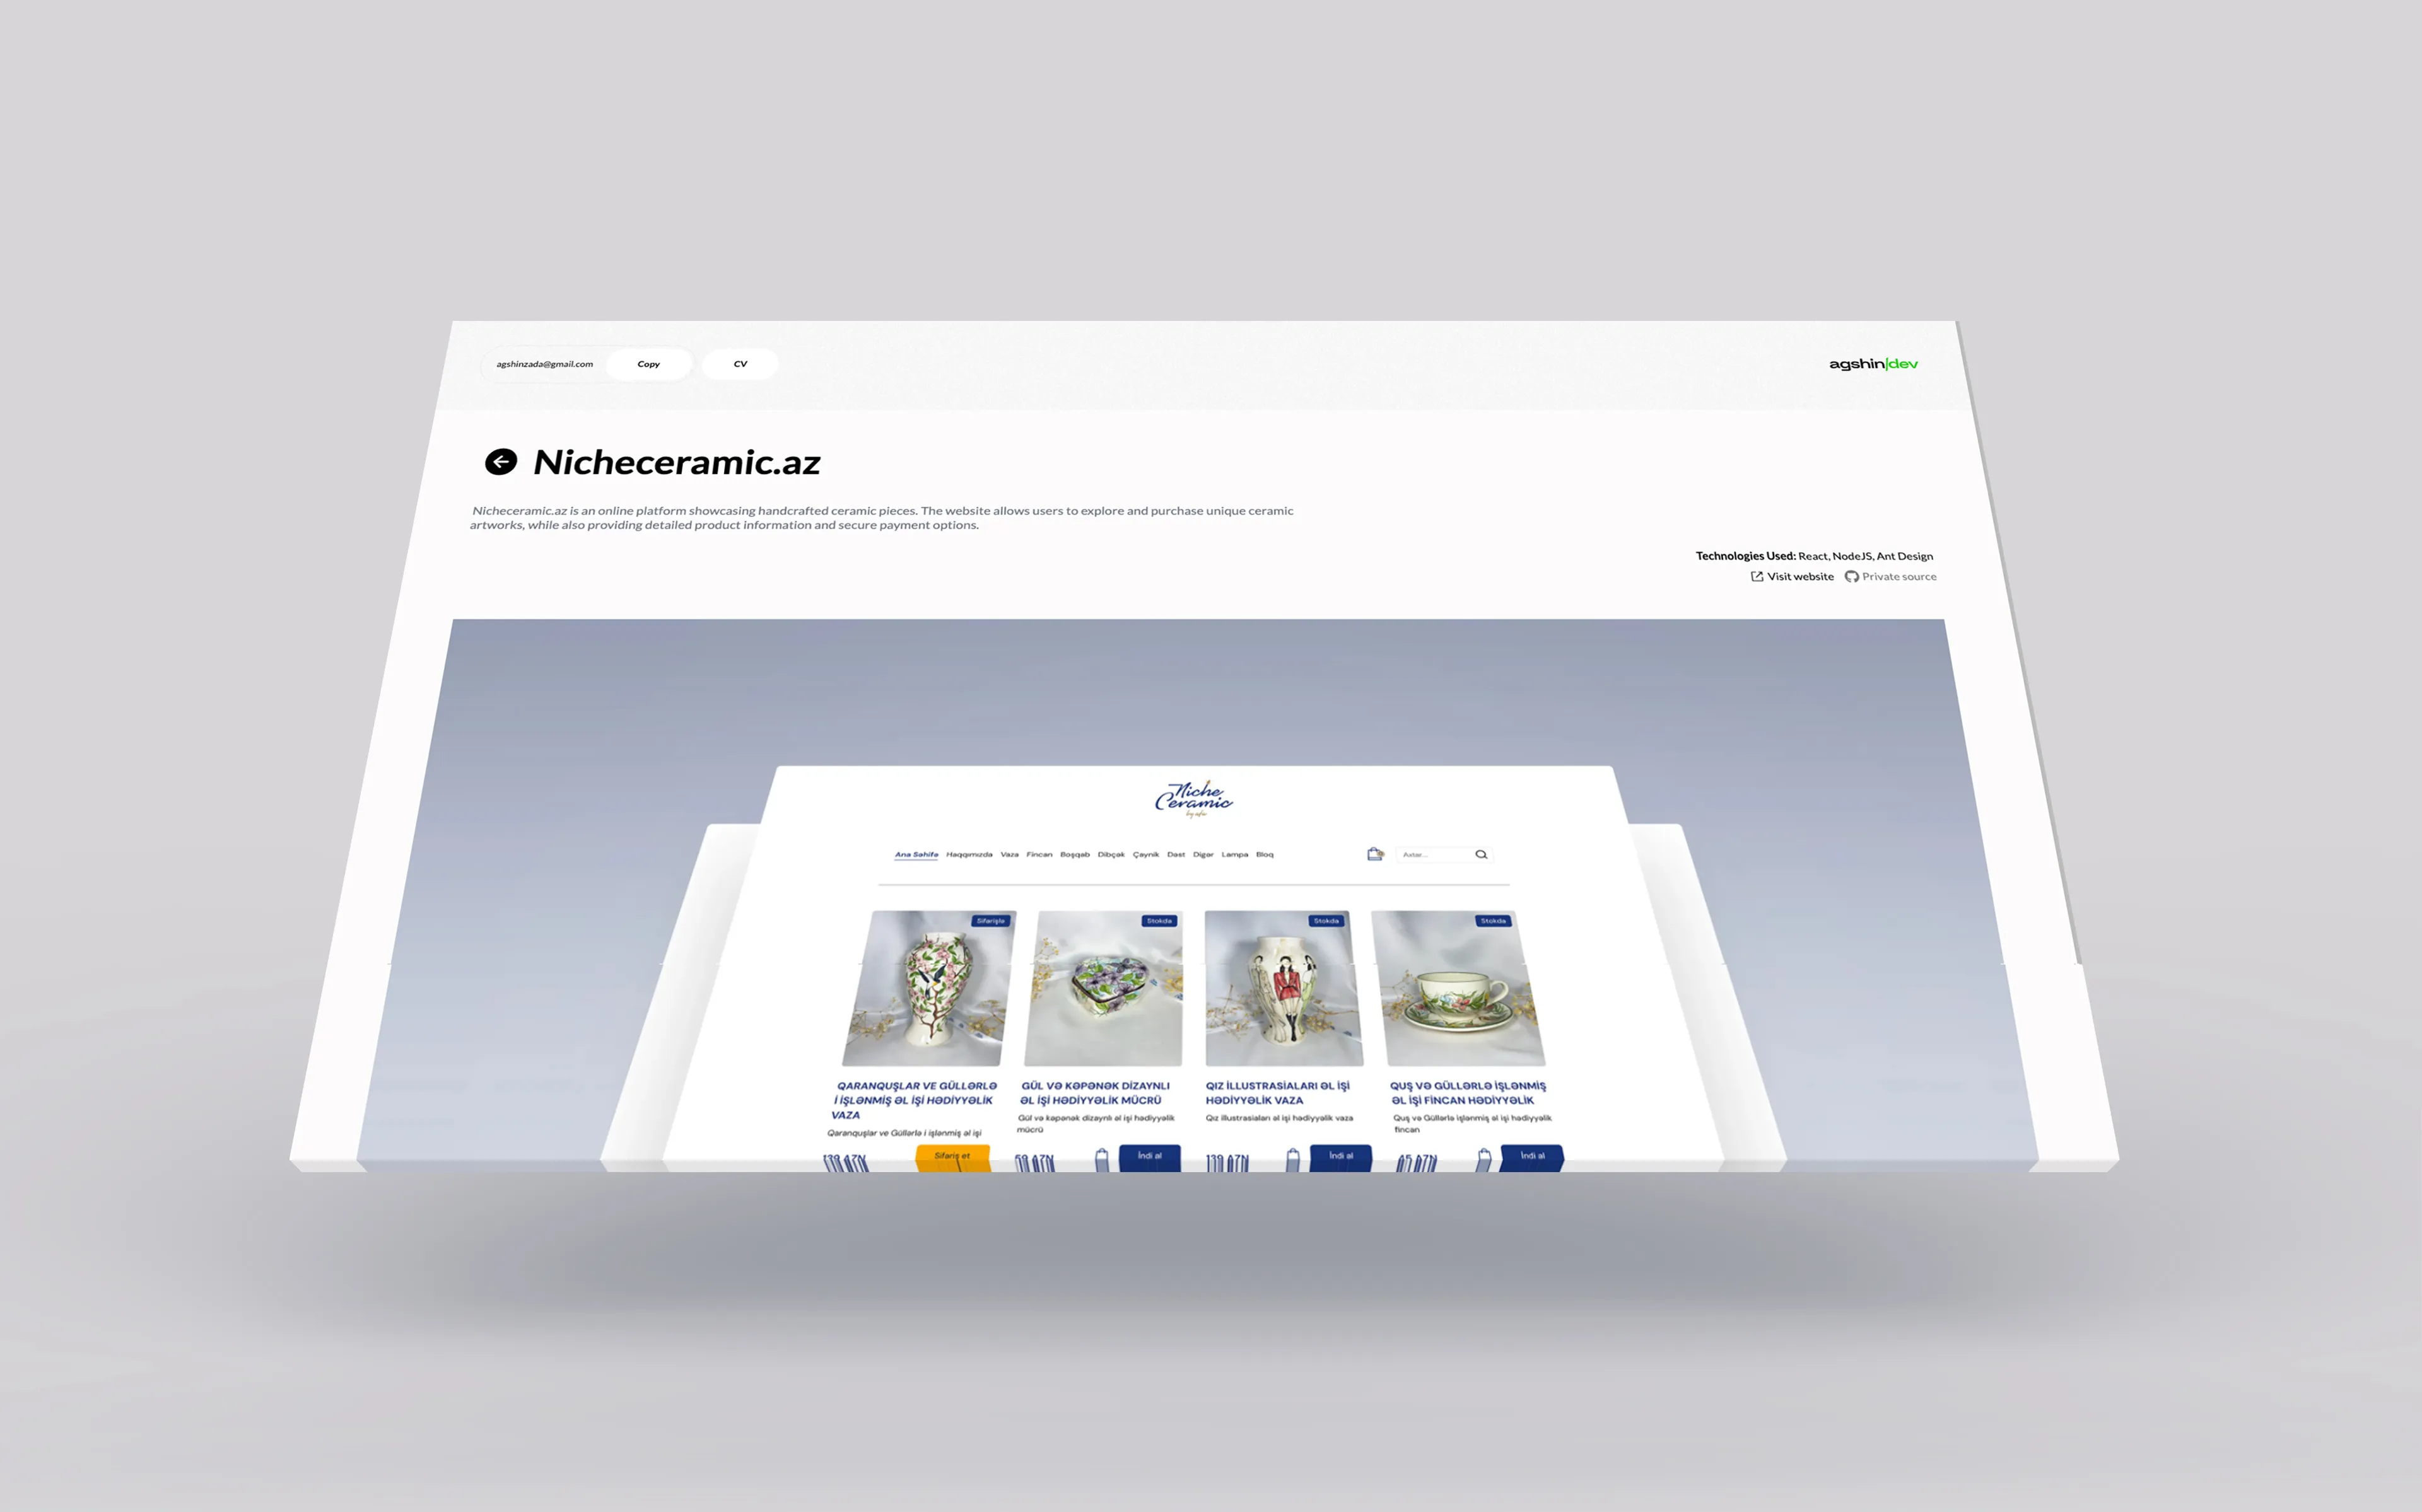 agshinzada@gmail.com Copy CV
agshin|dev
Nicheceramic.az
Nicheceramic.az is an online platform showcasing handcrafted ceramic pieces. The website allows users to explore and purchase unique ceramic
artworks, while also providing detailed product information and secure payment options.
Technologies Used: React, NodeJS, Ant Design
Visit website Private source
Niche
Ceramic
Ana Səhifə Haqqımızda Vaza Fincan Boşqab Dibçək Çaynik Dəst Digər Lampa Bloq
Axtar...
Sifarişlə
Stokda
Stokda
Stokda
QARANQUŞLAR VE GÜLLƏRLƏ
İ İŞLƏNMİŞ ƏL İŞİ HƏDİYYƏLİK
VAZA
Qaranquşlar ve Güllərlə i işlənmiş əl işi
139 AZN Sifariş et
GÜL VƏ KƏPƏNƏK DİZAYNLI
ƏL İŞİ HƏDİYYƏLİK MÜCRÜ
Gül və kəpənək dizaynlı əl işi hədiyyəlik
mücrü
59 AZN İndi al
QIZ İLLUSTRASİALARI ƏL İŞİ
HƏDİYYƏLİK VAZA
Qız illustrasiaları əl işi hədiyyəlik vaza
139 AZN İndi al
QUŞ VƏ GÜLLƏRLƏ İŞLƏNMİŞ
ƏL İŞİ FİNCAN HƏDİYYƏLİK
Quş və Güllərlə işlənmiş əl işi hədiyyəlik
fincan
45 AZN İndi al